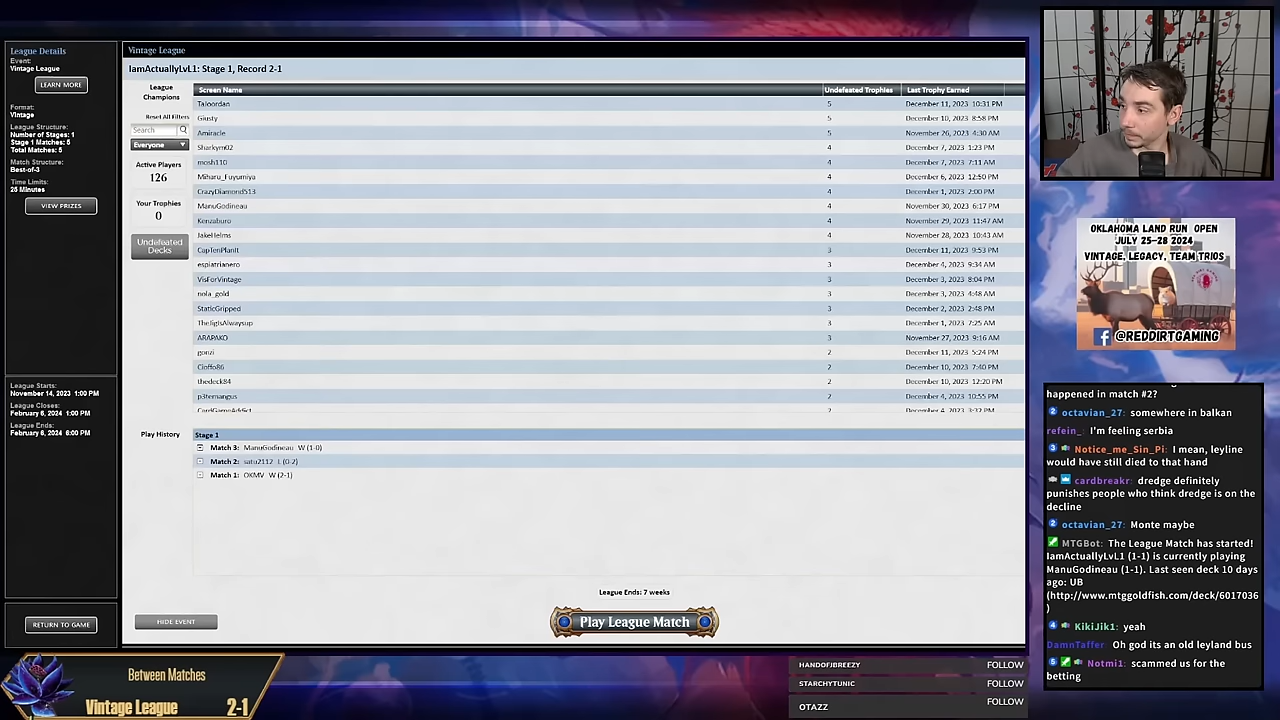 League Details
Event:
Vintage League
LEARN MORE
Format:
Vintage
League Structure:
Number of Stages: 1
Stage 1 Matches: 5
Total Matches: 5
Match Structure:
Best-of-3
Time Limits:
25 Minutes
VIEW PRIZES
League Starts:
November 14, 2023 1:00 PM
League Closes:
February 6, 2024 1:00 PM
League Ends:
February 6, 2024 6:00 PM
RETURN TO GAME
Vintage League
IamActuallyLvL1: Stage 1, Record 2-1
League
Champions
Reset All Filters
Search
Everyone
Active Players
126
Your Trophies
0
Undefeated
Decks
Screen Name Undefeated Trophies Last Trophy Earned
Taloordan 5 December 11, 2023 10:31 PM
Giusty 5 December 10, 2023 8:58 PM
Amiracle 5 November 26, 2023 4:30 AM
Sharkym02 4 December 7, 2023 1:23 PM
mosh110 4 December 7, 2023 7:11 AM
Miharu_Fuyumiya 4 December 6, 2023 12:50 PM
CrazyDiamond513 4 December 1, 2023 2:00 PM
ManuGodineau 4 November 30, 2023 6:17 PM
Kenzaburo 4 November 29, 2023 11:47 AM
JakeHelms 4 November 28, 2023 10:43 AM
CapTenPlanIt 3 December 11, 2023 9:53 PM
espiatrianero 3 December 4, 2023 9:34 AM
VisForVintage 3 December 3, 2023 8:04 PM
nola_gold 3 December 3, 2023 4:48 AM
StaticGripped 3 December 2, 2023 2:48 PM
TheJigIsAlwaysup 3 December 1, 2023 7:25 AM
ARAPAKO 3 November 27, 2023 9:16 AM
gonzi 2 December 11, 2023 5:24 PM
Cioffo86 2 December 10, 2023 7:40 PM
thedeck84 2 December 10, 2023 12:20 PM
p3temangus 2 December 4, 2023 10:55 PM
CardGameAddict 2 December 4, 2023 3:32 PM
Play History
Stage 1
Match 3: ManuGodineau W (1-0)
Match 2: satu2112 L (0-2)
Match 1: OKMV W (2-1)
League Ends: 7 weeks
HIDE EVENT
Play League Match
OKLAHOMA LAND RUN OPEN
JULY 25-28 2024
VINTAGE, LEGACY, TEAM TRIOS
@REDDIRTGAMING
happened in match #2??
octavian_27: somewhere in balkan
refein_: I'm feeling serbia
Notice_me_Sin_Pi: I mean, leyline
would have still died to that hand
cardbreakr: dredge definitely
punishes people who think dredge is on the
decline
octavian_27: Monte maybe
MTGBot: The League Match has started!
IamActuallyLvL1 (1-1) is currently playing
ManuGodineau (1-1). Last seen deck 10 days
ago: UB
(http://www.mtggoldfish.com/deck/6017036
)
KikiJik1: yeah
DamnTaffer: Oh god its an old leyland bus
Notmi1: scammed us for the
betting
Between Matches
Vintage League 2-1
HANDOFJBREEZY FOLLOW
STARCHYTUNIC FOLLOW
OTAZZ FOLLOW